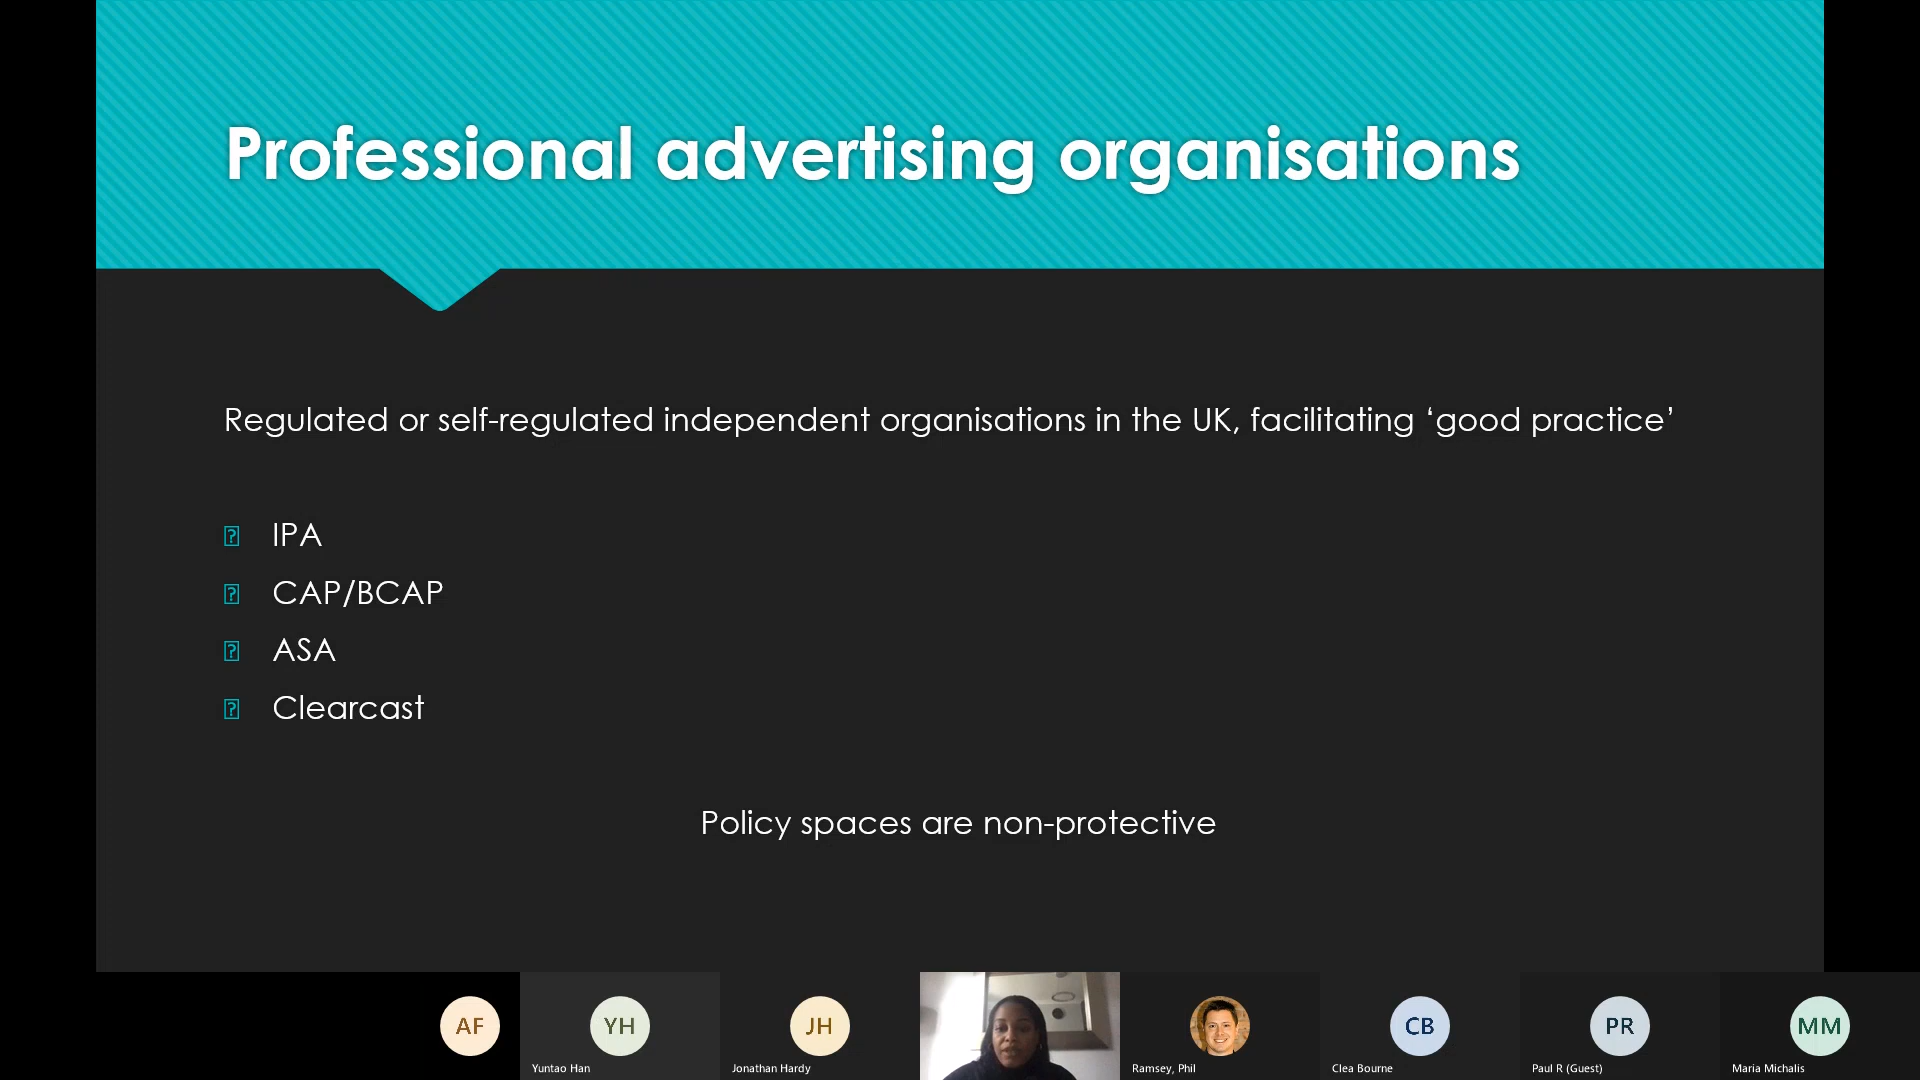 Professional advertising organisations
Regulated or self-regulated independent organisations in the UK, facilitating ‘good practice’
IPA
CAP/BCAP
ASA
Clearcast
Policy spaces are non-protective
AF
YH
JH
CB
PR
MM
Yuntao Han
Jonathan Hardy
Ramsey, Phil
Clea Bourne
Paul R (Guest)
Maria Michalis